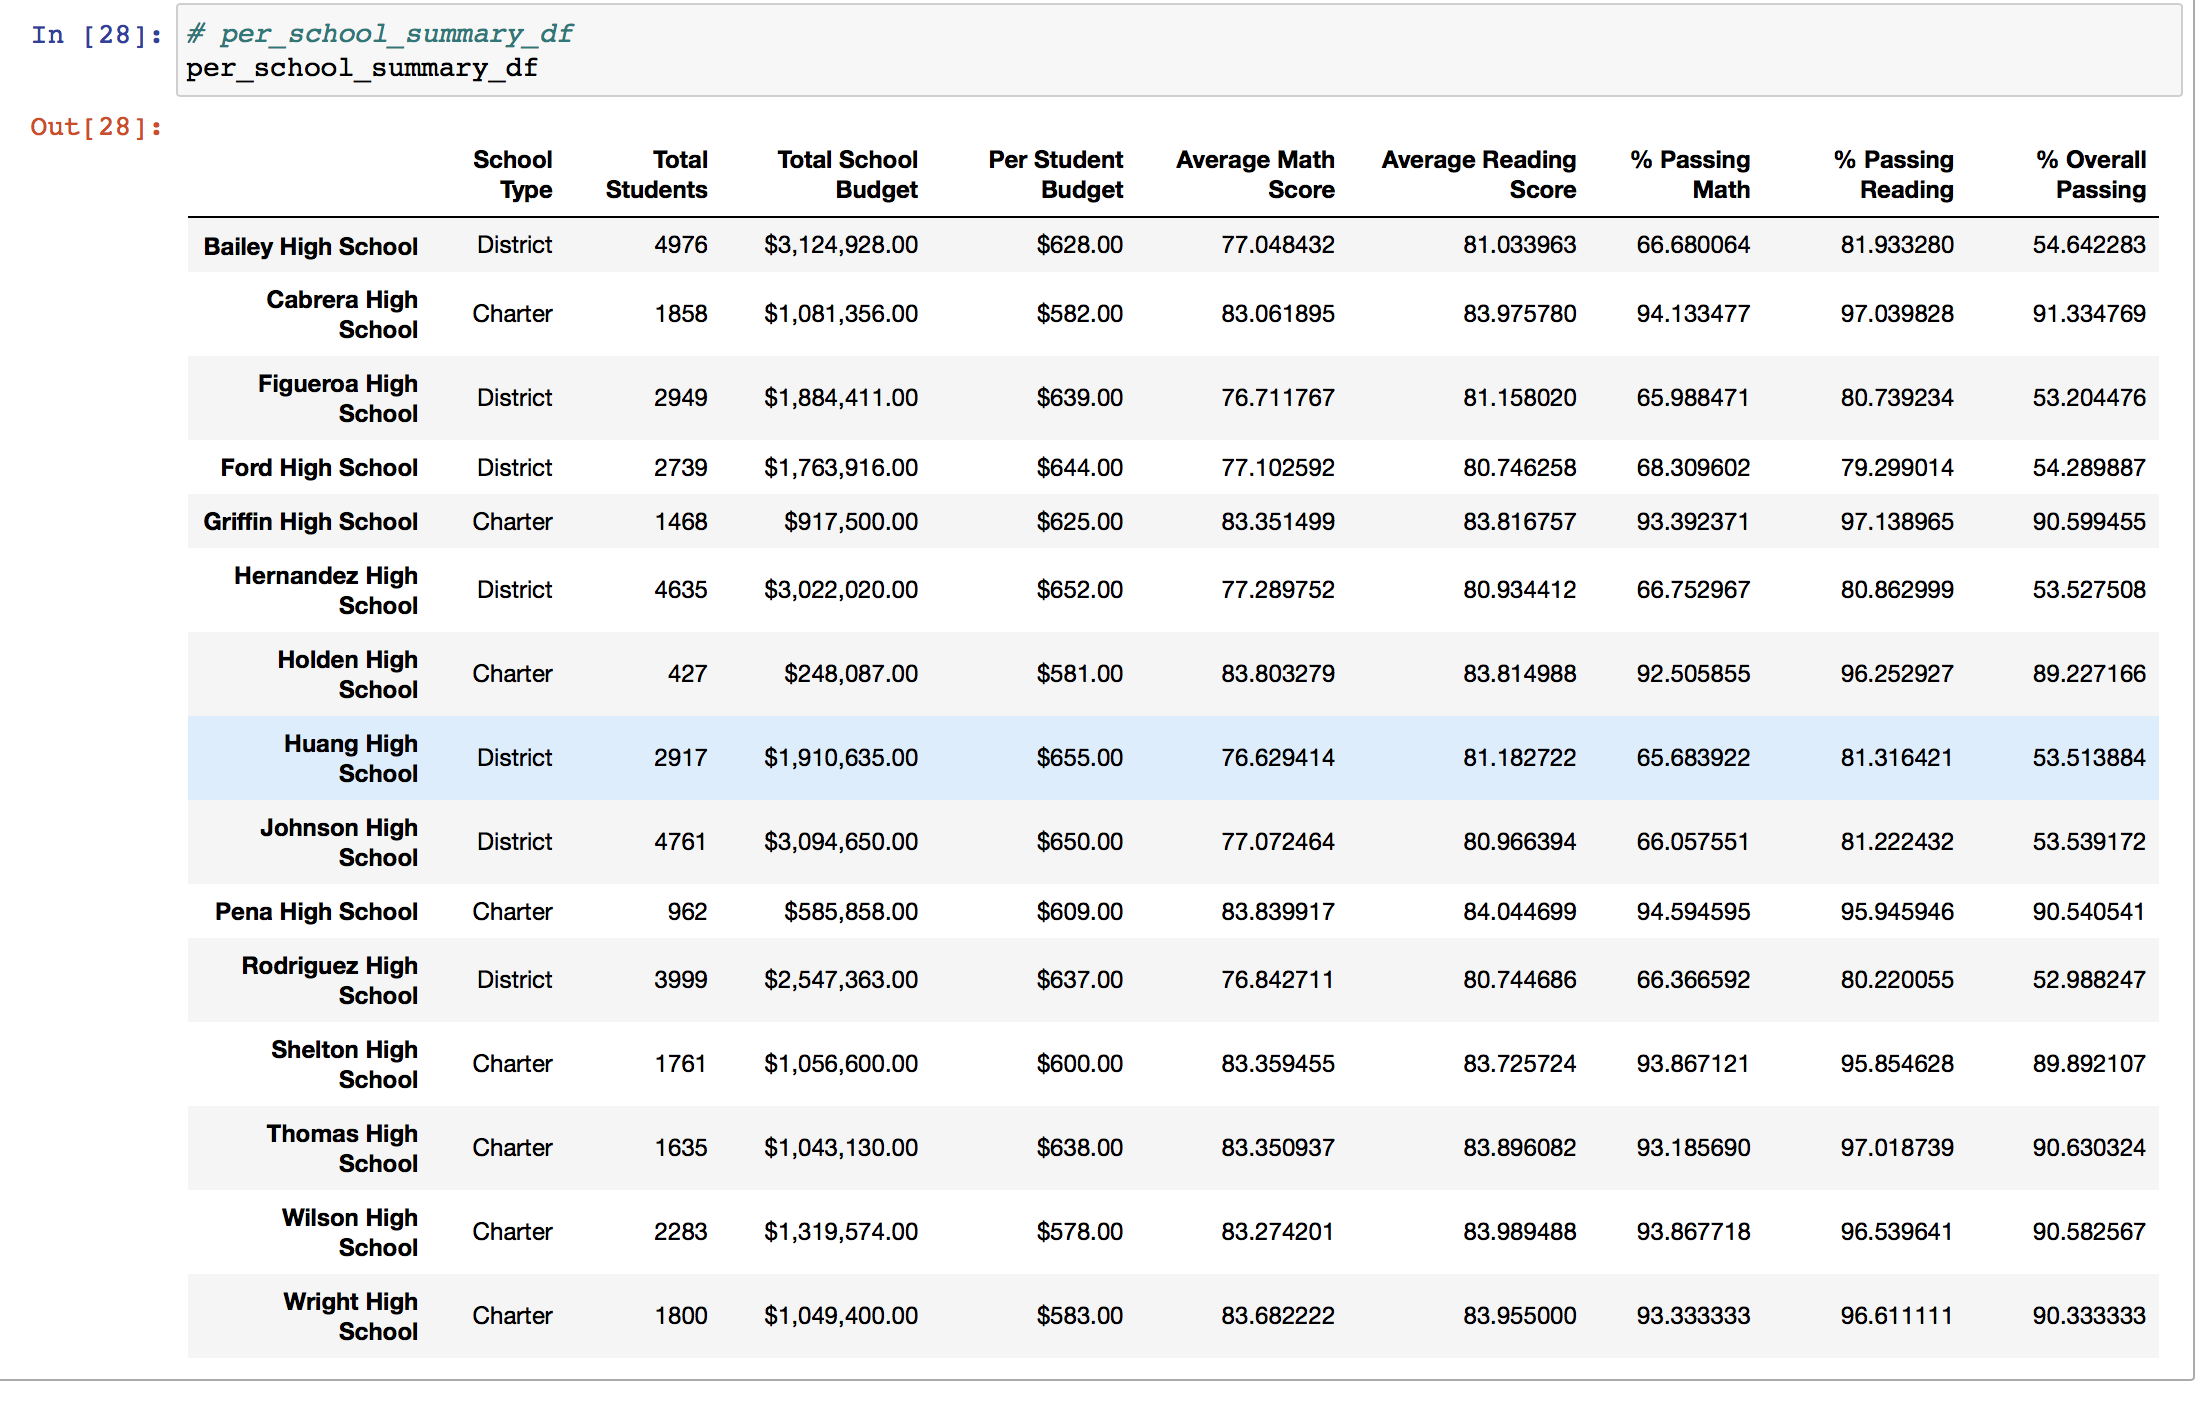 In [28]: # per_school_summary_df
per_school_summary_df
Out[28]:
School Type Total Students Total School Budget Per Student Budget Average Math Score Average Reading Score % Passing Math % Passing Reading % Overall Passing
Bailey High School District 4976 $3,124,928.00 $628.00 77.048432 81.033963 66.680064 81.933280 54.642283
Cabrera High School Charter 1858 $1,081,356.00 $582.00 83.061895 83.975780 94.133477 97.039828 91.334769
Figueroa High School District 2949 $1,884,411.00 $639.00 76.711767 81.158020 65.988471 80.739234 53.204476
Ford High School District 2739 $1,763,916.00 $644.00 77.102592 80.746258 68.309602 79.299014 54.289887
Griffin High School Charter 1468 $917,500.00 $625.00 83.351499 83.816757 93.392371 97.138965 90.599455
Hernandez High School District 4635 $3,022,020.00 $652.00 77.289752 80.934412 66.752967 80.862999 53.527508
Holden High School Charter 427 $248,087.00 $581.00 83.803279 83.814988 92.505855 96.252927 89.227166
Huang High School District 2917 $1,910,635.00 $655.00 76.629414 81.182722 65.683922 81.316421 53.513884
Johnson High School District 4761 $3,094,650.00 $650.00 77.072464 80.966394 66.057551 81.222432 53.539172
Pena High School Charter 962 $585,858.00 $609.00 83.839917 84.044699 94.594595 95.945946 90.540541
Rodriguez High School District 3999 $2,547,363.00 $637.00 76.842711 80.744686 66.366592 80.220055 52.988247
Shelton High School Charter 1761 $1,056,600.00 $600.00 83.359455 83.725724 93.867121 95.854628 89.892107
Thomas High School Charter 1635 $1,043,130.00 $638.00 83.350937 83.896082 93.185690 97.018739 90.630324
Wilson High School Charter 2283 $1,319,574.00 $578.00 83.274201 83.989488 93.867718 96.539641 90.582567
Wright High School Charter 1800 $1,049,400.00 $583.00 83.682222 83.955000 93.333333 96.611111 90.333333